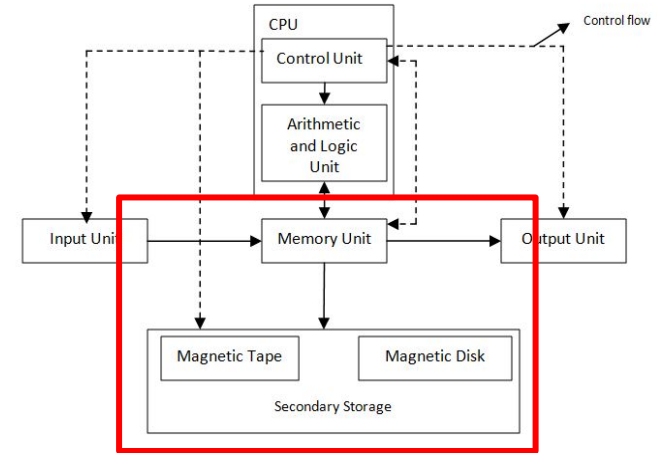 CPU
Control flow
Control Unit
Arithmetic
and Logic
Unit
Input Unit
Memory Unit
Output Unit
Magnetic Tape
Magnetic Disk
Secondary Storage